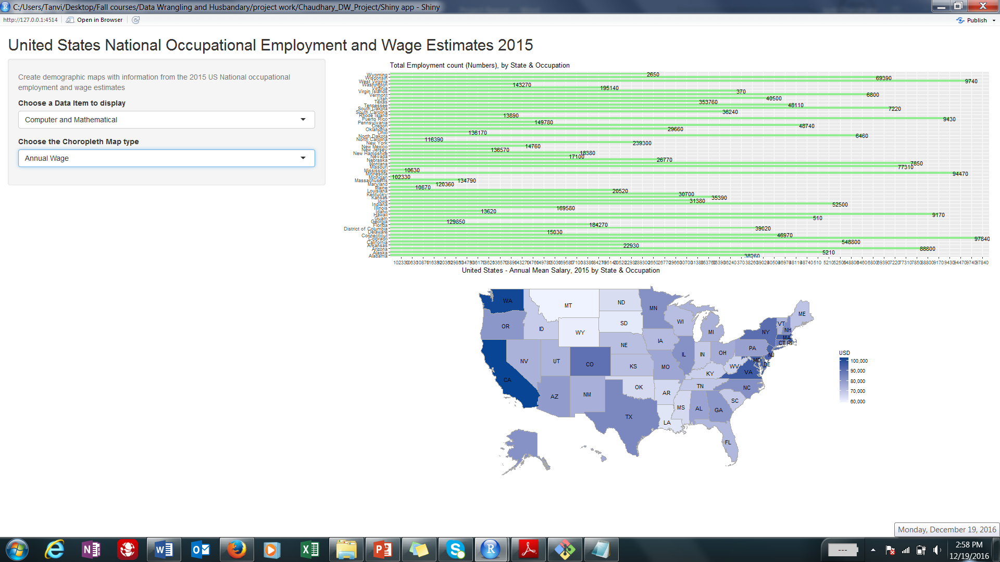 C:/Users/Tanvi/Desktop/Fall courses/Data Wrangling and Husbandary/project work/Chaudhary_DW_Project/Shiny app - Shiny
http://127.0.0.1:4514 Open in Browser Publish
United States National Occupational Employment and Wage Estimates 2015
Create demographic maps with information from the 2015 US National occupational
employment and wage estimates
Choose a Data Item to display
Computer and Mathematical
Choose the Choropleth Map type
Annual Wage
Total Employment count (Numbers), by State & Occupation
Wyoming 2650
Wisconsin 69390
West Virginia 9740
Washington 143270
Virginia 195140
Virgin Islands 370
Vermont 6800
Utah 40500
Texas 353760
Tennessee 48110
South Dakota 7220
South Carolina 36240
Rhode Island 13890
Puerto Rico 9430
Pennsylvania 149780
Oregon 48740
Oklahoma 29660
Ohio 136170
North Dakota 6460
North Carolina 116390
New York 239300
New Mexico 14760
New Jersey 136570
New Hampshire 18380
Nevada 17100
Nebraska 26770
Montana 7850
Missouri 77310
Mississippi 10630
Minnesota 94470
Michigan 102330
Massachusetts 134790
Maryland 120360
Maine 10870
Louisiana 20520
Kentucky 30700
Kansas 35390
Iowa 31380
Indiana 52500
Illinois 169580
Idaho 13620
Hawaii 9170
Guam 510
Georgia 129850
Florida 184270
District of Columbia 39020
Delaware 15030
Connecticut 46970
Colorado 97840
California 548800
Arkansas 22930
Arizona 88800
Alaska 5210
Alabama 38260
United States - Annual Mean Salary, 2015 by State & Occupation
WA
MT
ND
MN
ME
SD
WI
VT
OR
ID
WY
MI
NH
NY
MA
IA
CT RI
NE
PA
OH
NV
UT
IL
IN
NJ
CO
KS
MO
MD
DE
WV
VA
KY
CA
OK
TN
NC
AZ
NM
AR
SC
MS
AL
GA
TX
LA
FL
USD
100,000
90,000
80,000
70,000
60,000
Monday, December 19, 2016
2:58 PM
12/19/2016